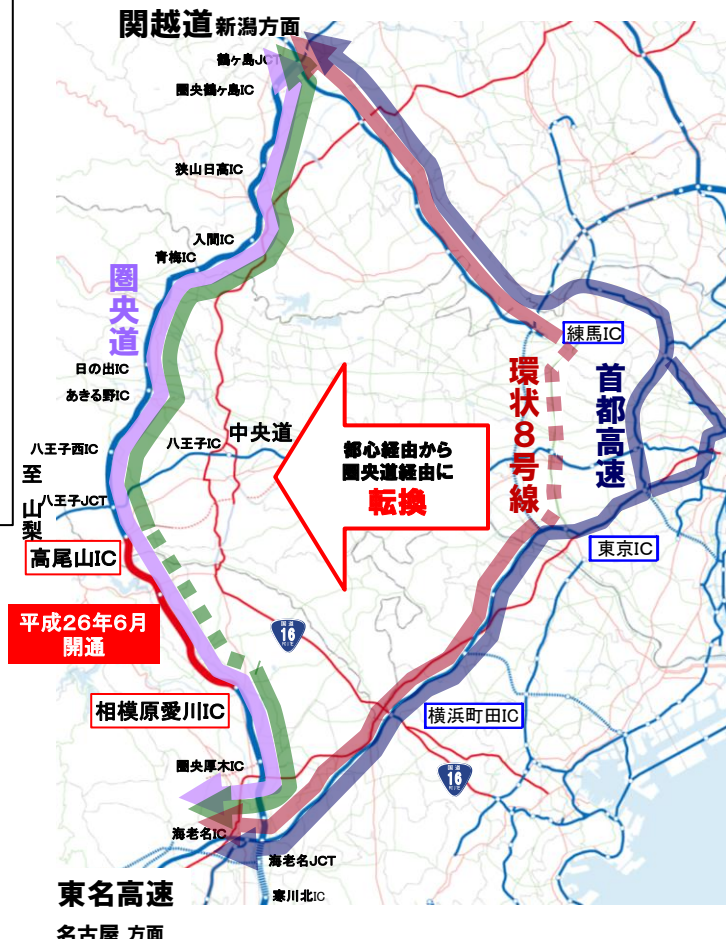 関越道 新潟方面
鶴ヶ島JCT
圏央鶴ヶ島IC
狭山日高IC
入間IC
青梅IC
圏央道
日の出IC
あきる野IC
八王子西IC
八王子IC
中央道
至 山梨
八王子JCT
高尾山IC
平成26年6月
開通
相模原愛川IC
圏央厚木IC
海老名IC
海老名JCT
寒川北IC
東名高速
名古屋 方面
都心経由から
圏央道経由に
転換
環状8号線
首都高速
練馬IC
東京IC
横浜町田IC
国道
16
国道
16